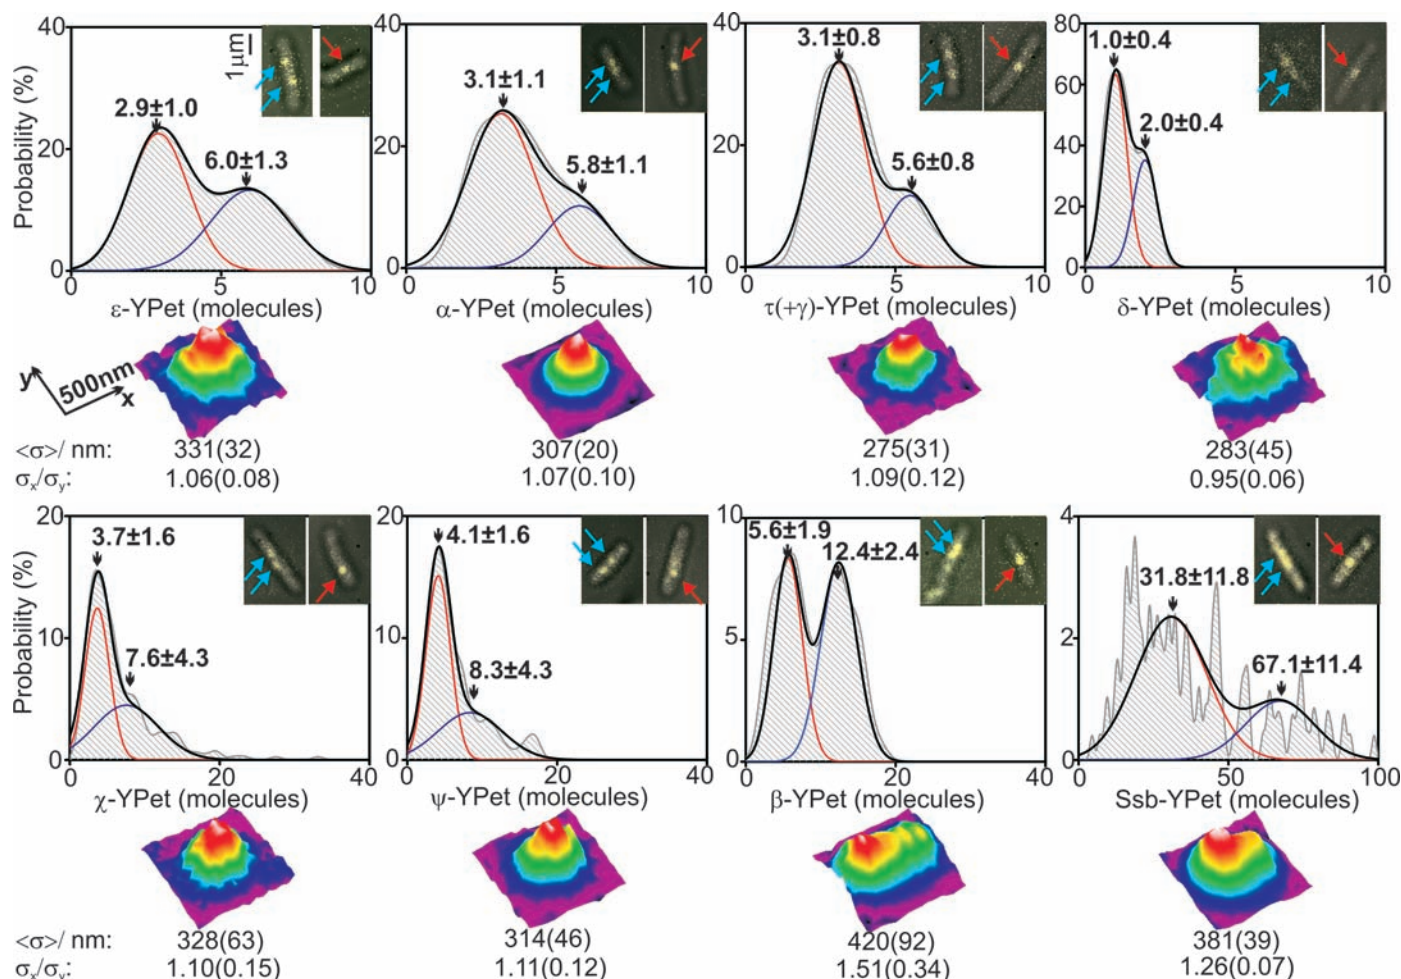 40
20
0
Probability (%)
1μm
2.9±1.0
6.0±1.3
0 5 10
ε-YPet (molecules)
40
20
0
3.1±1.1
5.8±1.1
0 5 10
α-YPet (molecules)
40
20
0
3.1±0.8
5.6±0.8
0 5 10
τ(+γ)-YPet (molecules)
80
60
40
20
0
1.0±0.4
2.0±0.4
0 5 10
δ-YPet (molecules)
y
500nm
x
<σ>/ nm: 331(32) 307(20) 275(31) 283(45)
σx/σy: 1.06(0.08) 1.07(0.10) 1.09(0.12) 0.95(0.06)
20
10
0
Probability (%)
3.7±1.6
7.6±4.3
0 10 20 40
χ-YPet (molecules)
20
10
0
4.1±1.6
8.3±4.3
0 20 40
ψ-YPet (molecules)
10
5
0
5.6±1.9
12.4±2.4
0 20 40
β-YPet (molecules)
4
2
0
31.8±11.8
67.1±11.4
0 50 100
Ssb-YPet (molecules)
<σ>/ nm: 328(63) 314(46) 420(92) 381(39)
σx/σy: 1.10(0.15) 1.11(0.12) 1.51(0.34) 1.26(0.07)